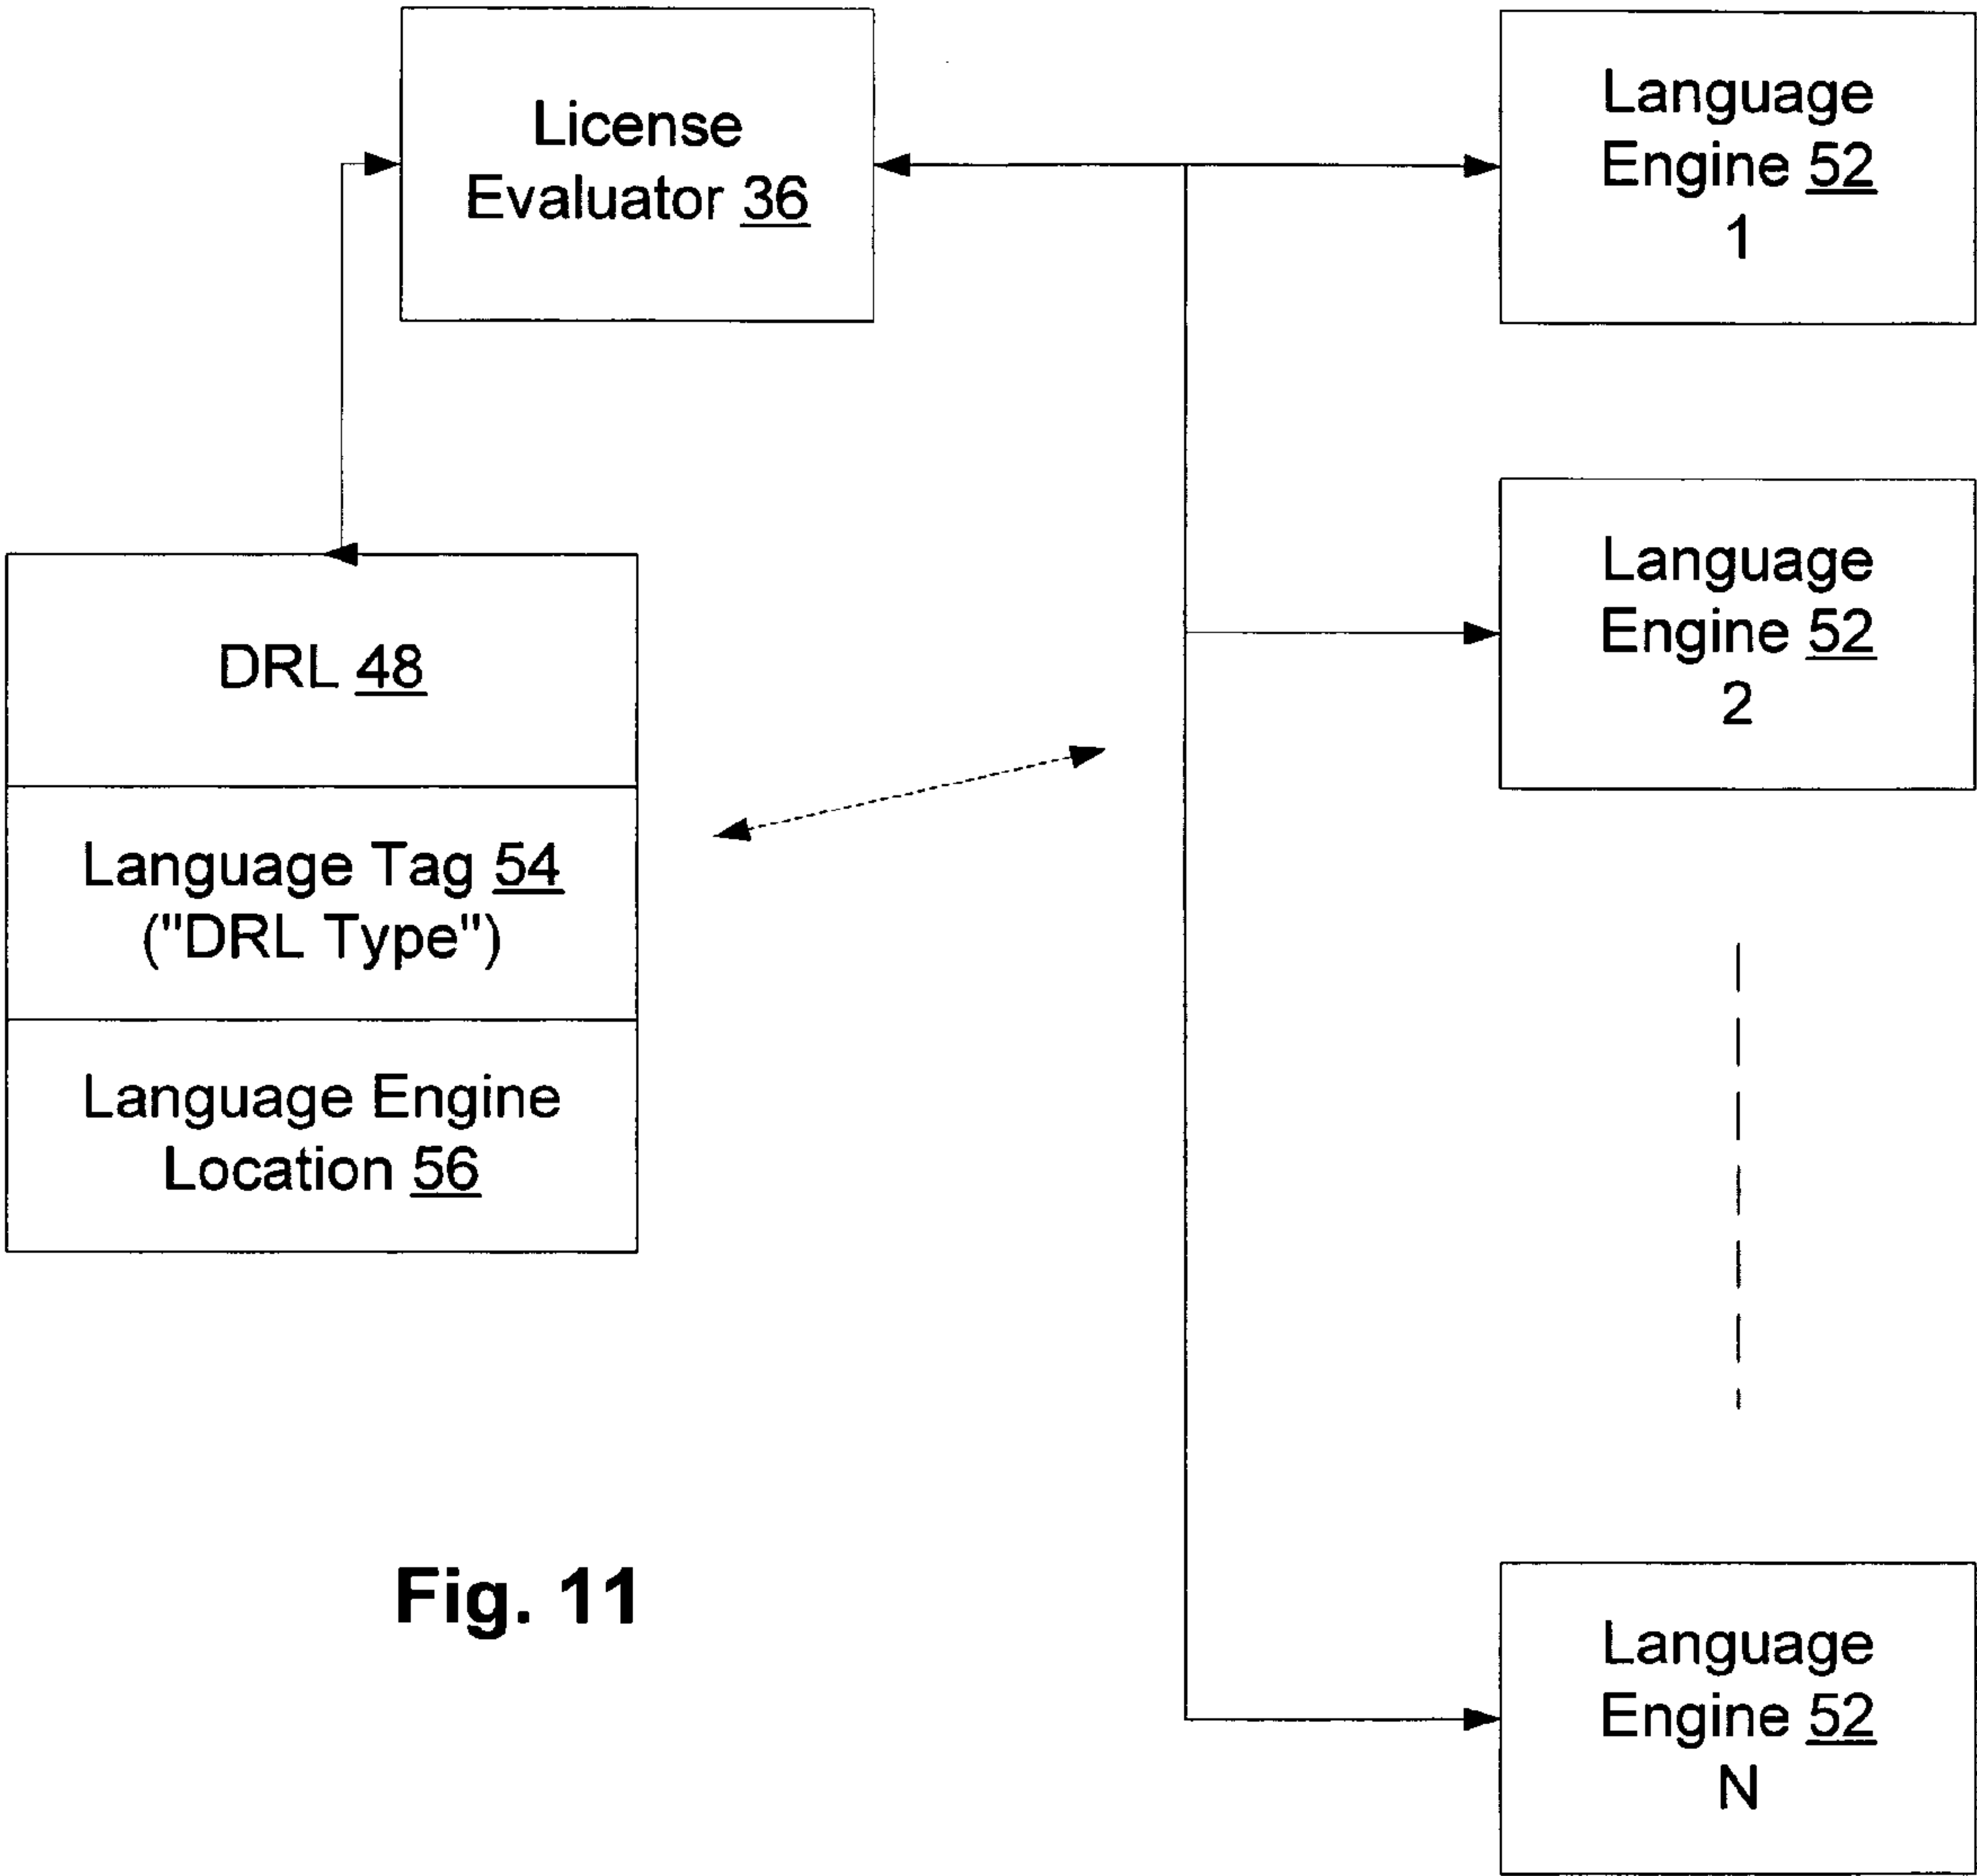 License
Evaluator 36
Language
Engine 52
1
Language
Engine 52
2
DRL 48
Language Tag 54
("DRL Type")
Language Engine
Location 56
Fig. 11
Language
Engine 52
N